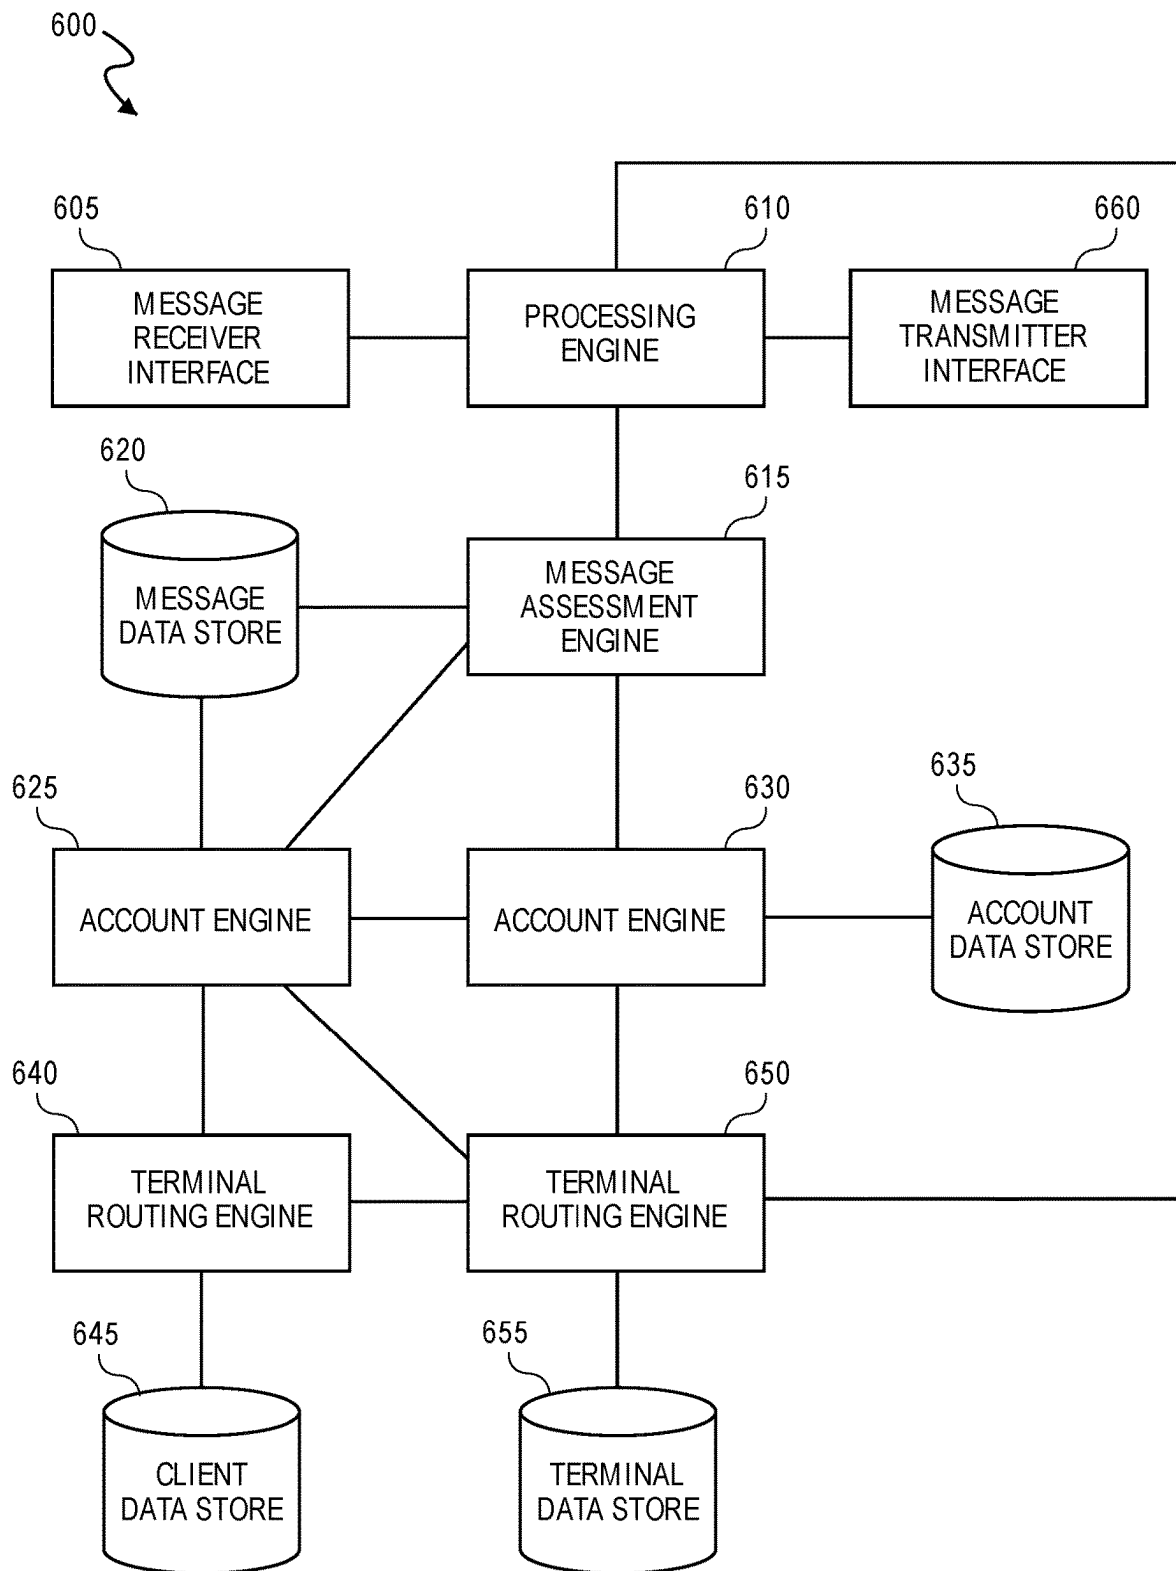 600
605
610
660
MESSAGE
RECEIVER
INTERFACE
PROCESSING
ENGINE
MESSAGE
TRANSMITTER
INTERFACE
620
615
MESSAGE
DATA STORE
MESSAGE
ASSESSMENT
ENGINE
625
630
635
ACCOUNT ENGINE
ACCOUNT ENGINE
ACCOUNT
DATA STORE
640
650
TERMINAL
ROUTING ENGINE
TERMINAL
ROUTING ENGINE
645
655
CLIENT
DATA STORE
TERMINAL
DATA STORE